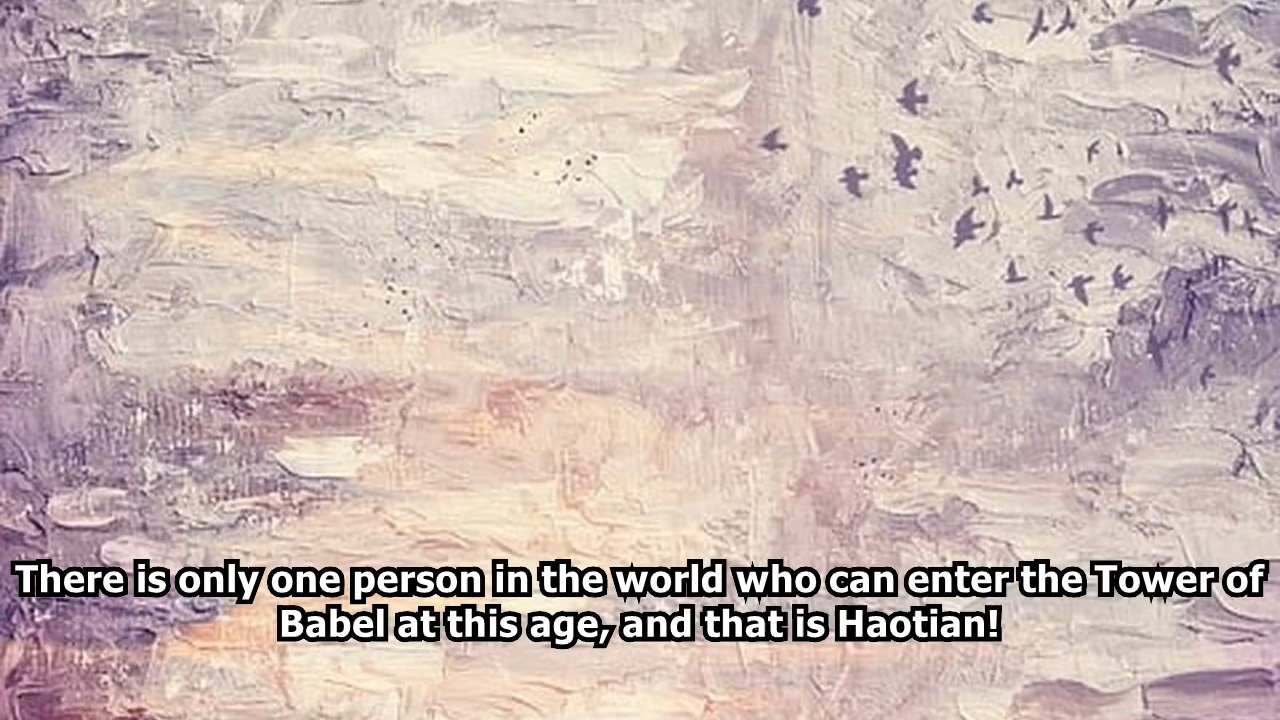 There is only one person in the world who can enter the Tower of
Babel at this age, and that is Haotian!